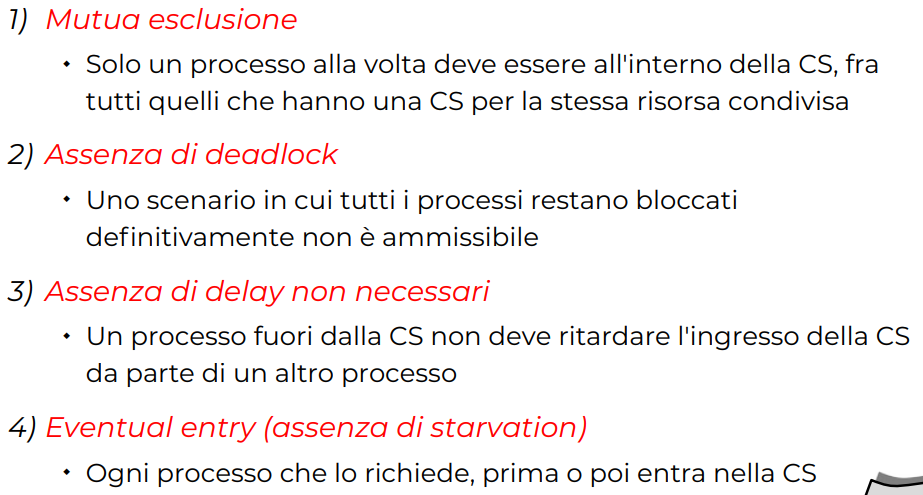 1) Mutua esclusione
• Solo un processo alla volta deve essere all'interno della CS, fra
tutti quelli che hanno una CS per la stessa risorsa condivisa
2) Assenza di deadlock
• Uno scenario in cui tutti i processi restano bloccati
definitivamente non è ammissibile
3) Assenza di delay non necessari
• Un processo fuori dalla CS non deve ritardare l'ingresso della CS
da parte di un altro processo
4) Eventual entry (assenza di starvation)
• Ogni processo che lo richiede, prima o poi entra nella CS